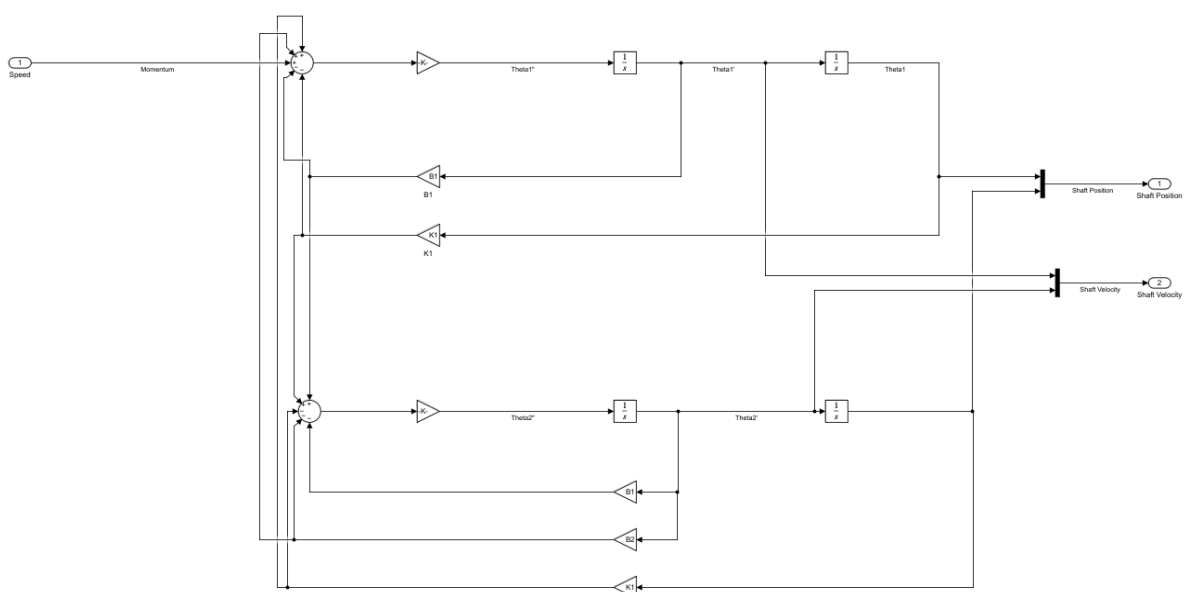 1
Speed
Momentum
-K-
Theta1''
1
s
Theta1'
1
s
Theta1
B1
B1
K1
K1
Shaft Position
1
Shaft Position
Shaft Velocity
2
Shaft Velocity
-K-
Theta2''
1
s
Theta2'
1
s
B1
B2
K1